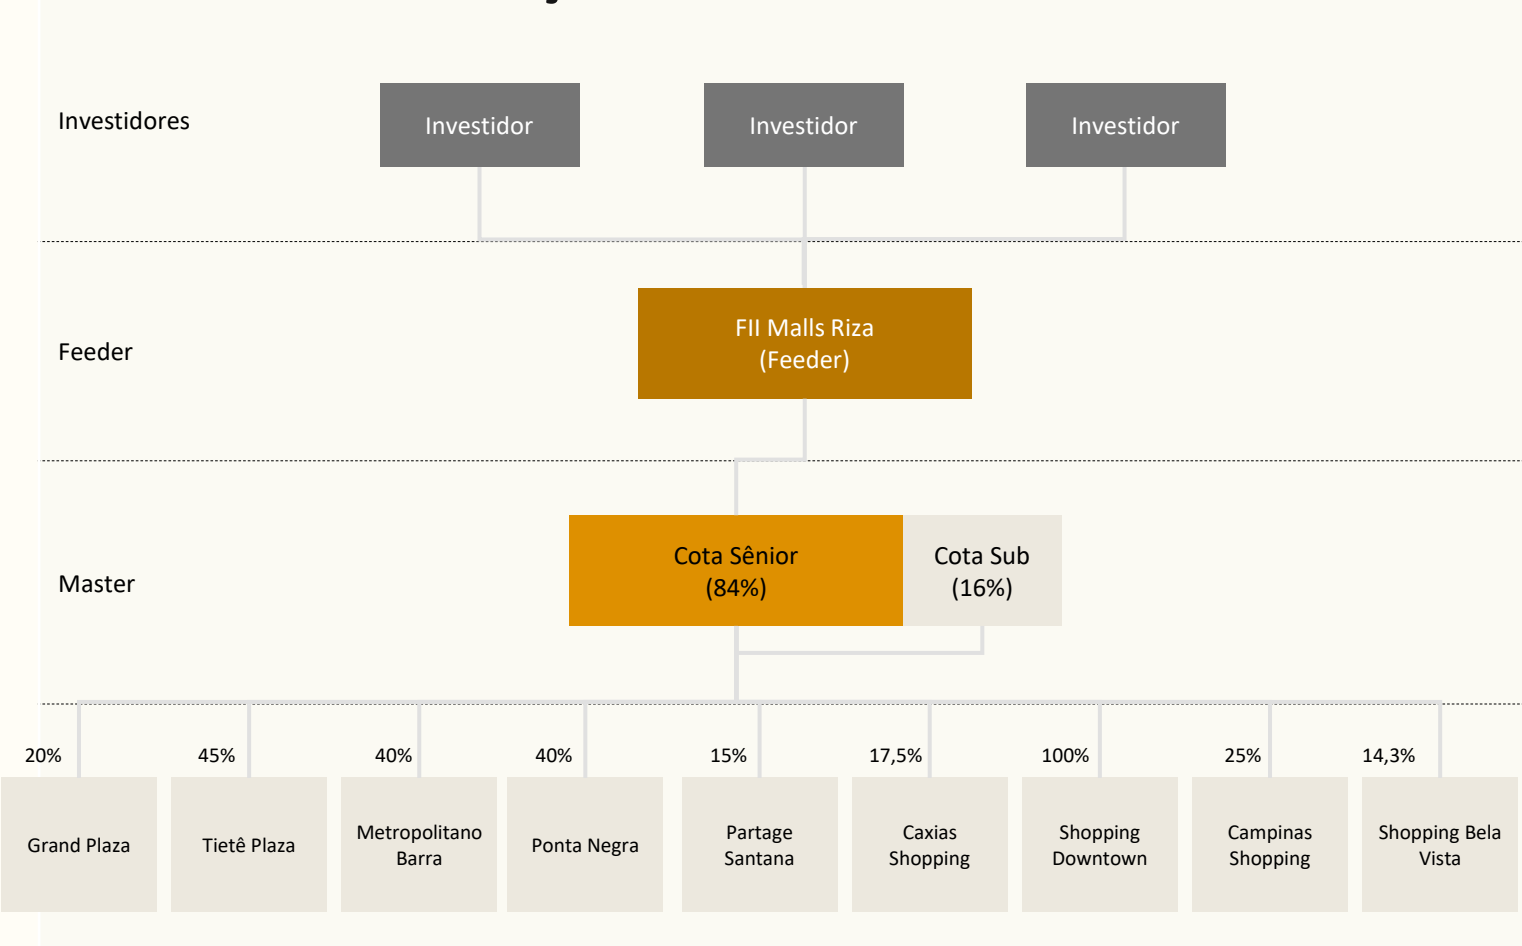 Investidores
Investidor
Investidor
Investidor
Feeder
FII Malls Riza
(Feeder)
Master
Cota Sênior
(84%)
Cota Sub
(16%)
20%
45%
40%
40%
15%
17,5%
100%
25%
14,3%
Grand Plaza
Tietê Plaza
Metropolitano
Barra
Ponta Negra
Partage
Santana
Caxias
Shopping
Shopping
Downtown
Campinas
Shopping
Shopping Bela
Vista